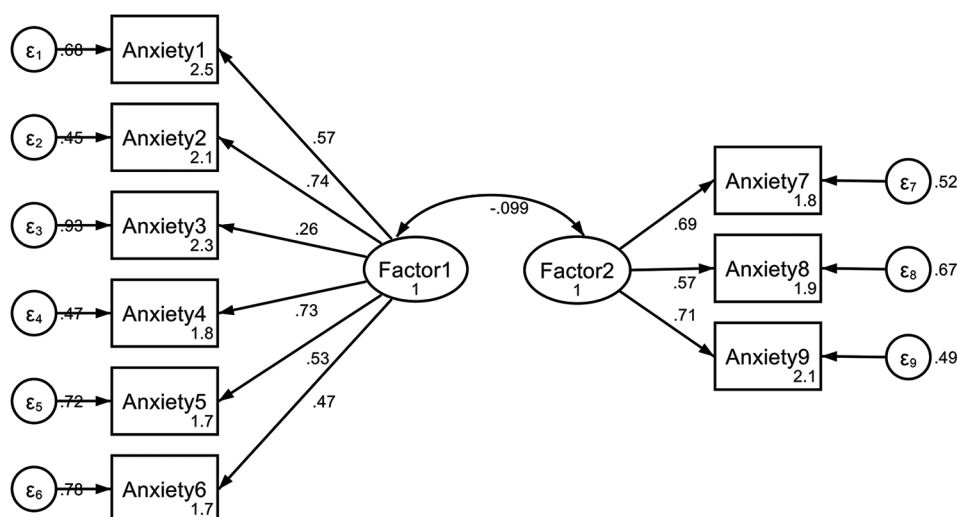 ε1 .68 Anxiety1 2.5
ε2 .45 Anxiety2 2.1
ε3 .93 Anxiety3 2.3
ε4 .47 Anxiety4 1.8
ε5 .72 Anxiety5 1.7
ε6 .78 Anxiety6 1.7
.57
.74
.26
.73
.53
.47
Factor1
1
-.099
Factor2
1
.69
.57
.71
Anxiety7 1.8 ε7 .52
Anxiety8 1.9 ε8 .67
Anxiety9 2.1 ε9 .49